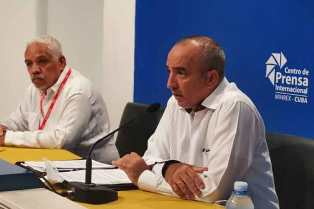 Centro de
Prensa
Internacional
MINREX - CUBA